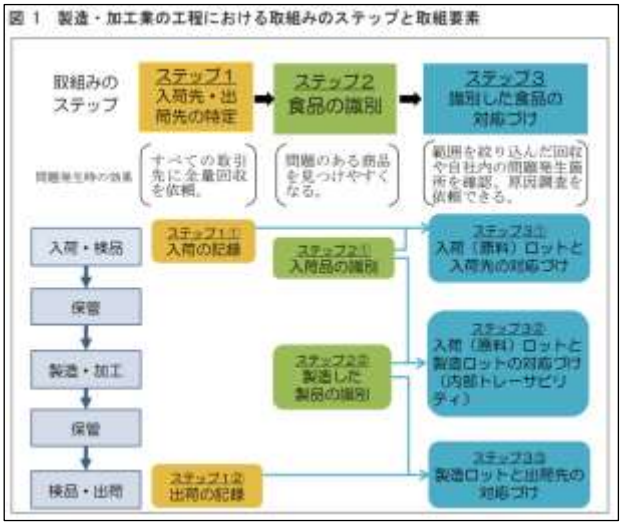 図 1 製造・加工業の工程における取組みのステップと取組要素
取組みの
ステップ
ステップ1
入荷先・出
荷先の特定
ステップ2
食品の識別
ステップ3
識別した食品の
対応づけ
問題発生時の効果
すべての取引
先に全量回収
を依頼。
問題のある商品
を見つけやすく
なる。
範囲を絞り込んだ回収
や自社内の問題発生箇
所を確認、原因調査を
依頼できる。
入荷・検品
ステップ1①
入荷の記録
ステップ2①
入荷品の識別
ステップ3①
入荷(原料)ロットと
入荷先の対応づけ
保管
製造・加工
ステップ2②
製造した
製品の識別
ステップ3②
入荷(原料)ロットと
製造ロットの対応づけ
(内部トレーサビリ
ティ)
保管
検品・出荷
ステップ1②
出荷の記録
ステップ3③
製造ロットと出荷先の
対応づけ